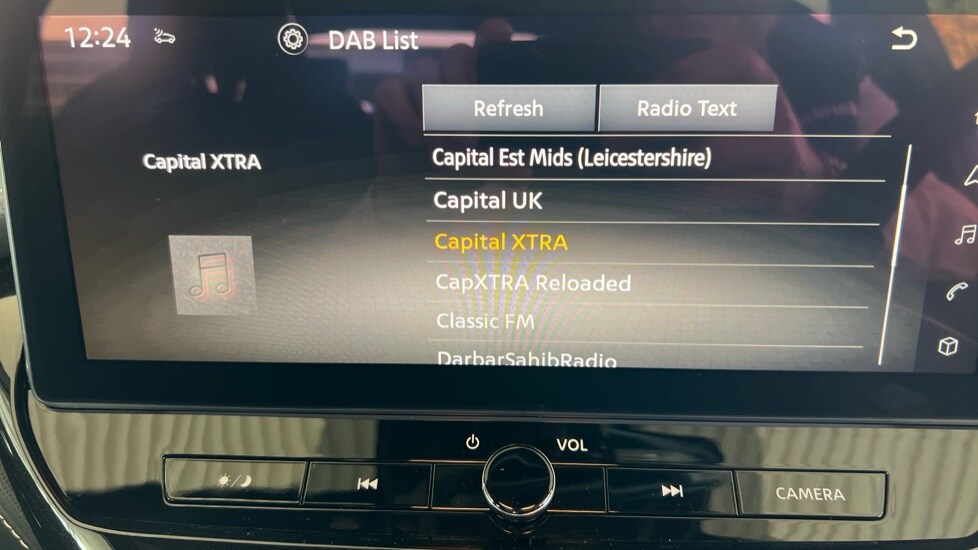 12:24
DAB List
Refresh
Radio Text
Capital XTRA
Capital Est Mids (Leicestershire)
Capital UK
Capital XTRA
CapXTRA Reloaded
Classic FM
DarbarSahibRadio
VOL
CAMERA